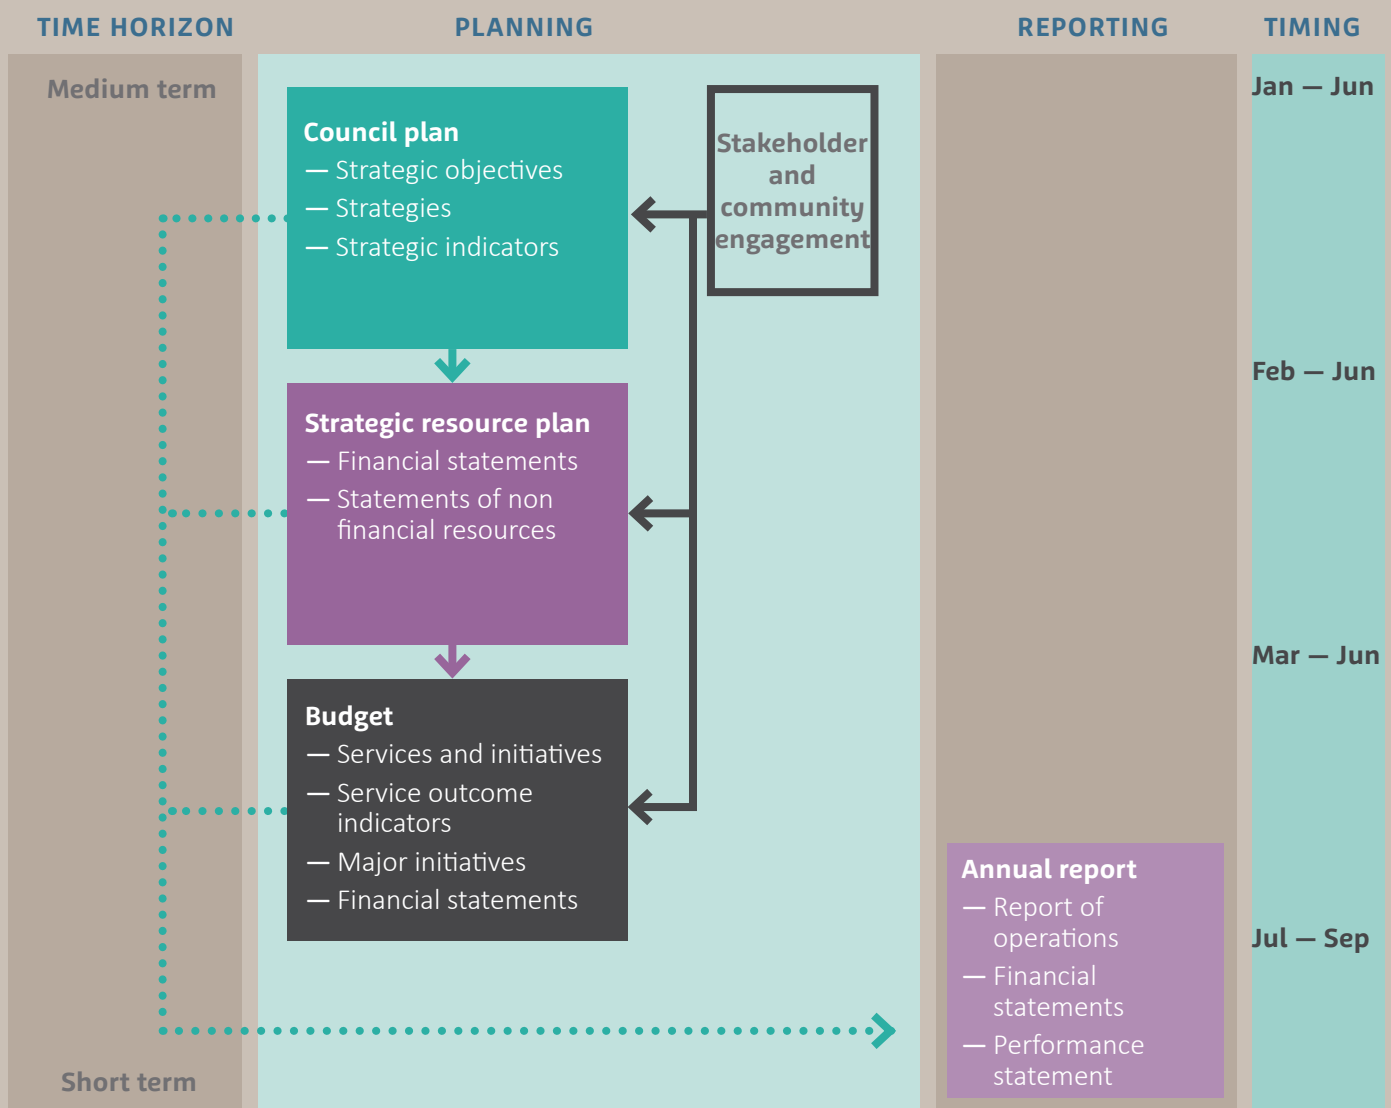 TIME HORIZON
PLANNING
REPORTING
TIMING
Medium term
Council plan
— Strategic objectives
— Strategies
— Strategic indicators
Stakeholder
and
community
engagement
Jan — Jun
Feb — Jun
Strategic resource plan
— Financial statements
— Statements of non
financial resources
Mar — Jun
Budget
— Services and initiatives
— Service outcome
indicators
— Major initiatives
— Financial statements
Annual report
— Report of
operations
— Financial
statements
— Performance
statement
Jul — Sep
Short term